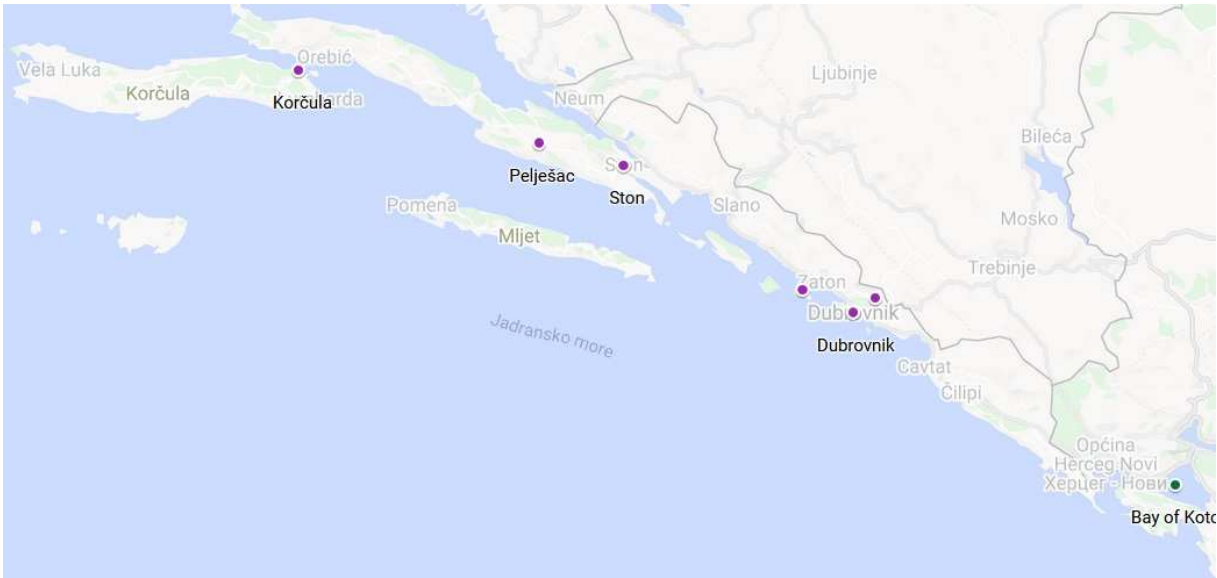 Vela Luka
Korčula
Orebić
Korčula
Neum
Ljubinje
Bileća
Pelješac
Ston
Pomena
Mljet
Slano
Mosko
Trebinje
Zaton
Dubrovnik
Dubrovnik
Jadransko more
Cavtat
Čilipi
Općina
Herceg Novi
Херцег - Нови
Bay of Koto